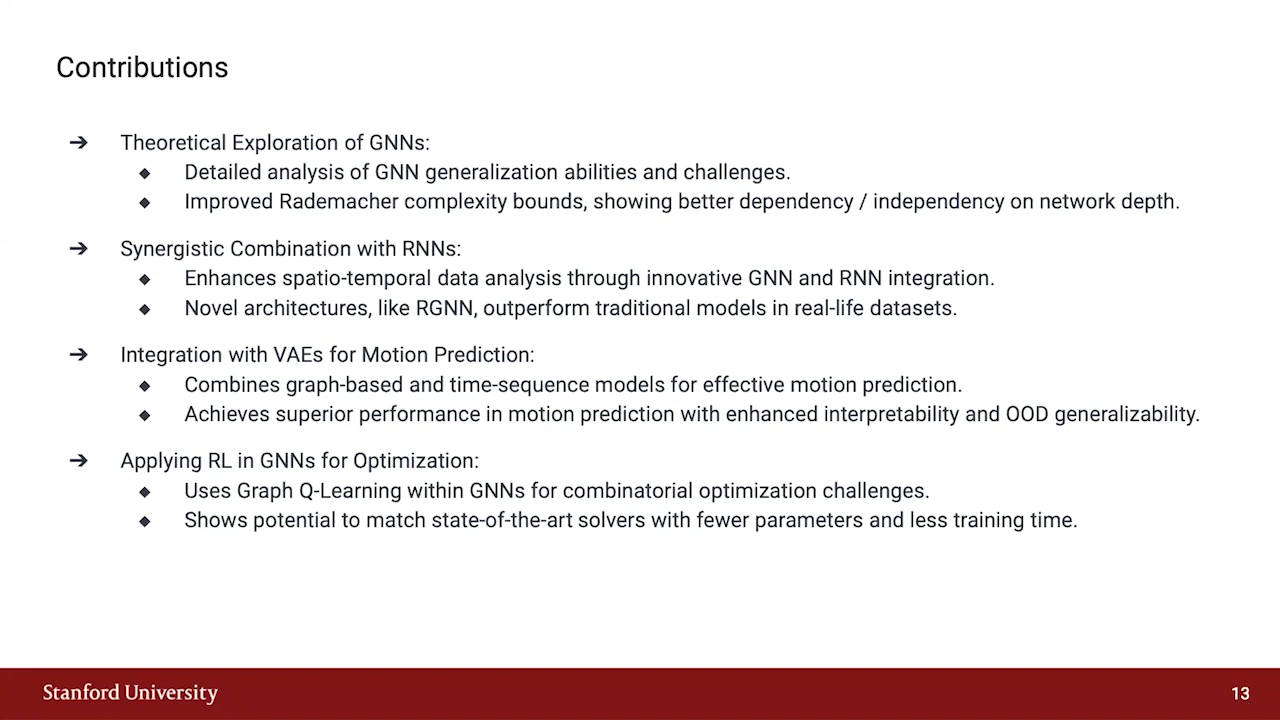 Contributions
➔ Theoretical Exploration of GNNs:
◆ Detailed analysis of GNN generalization abilities and challenges.
◆ Improved Rademacher complexity bounds, showing better dependency / independency on network depth.
➔ Synergistic Combination with RNNs:
◆ Enhances spatio-temporal data analysis through innovative GNN and RNN integration.
◆ Novel architectures, like RGNN, outperform traditional models in real-life datasets.
➔ Integration with VAEs for Motion Prediction:
◆ Combines graph-based and time-sequence models for effective motion prediction.
◆ Achieves superior performance in motion prediction with enhanced interpretability and OOD generalizability.
➔ Applying RL in GNNs for Optimization:
◆ Uses Graph Q-Learning within GNNs for combinatorial optimization challenges.
◆ Shows potential to match state-of-the-art solvers with fewer parameters and less training time.
Stanford University
13